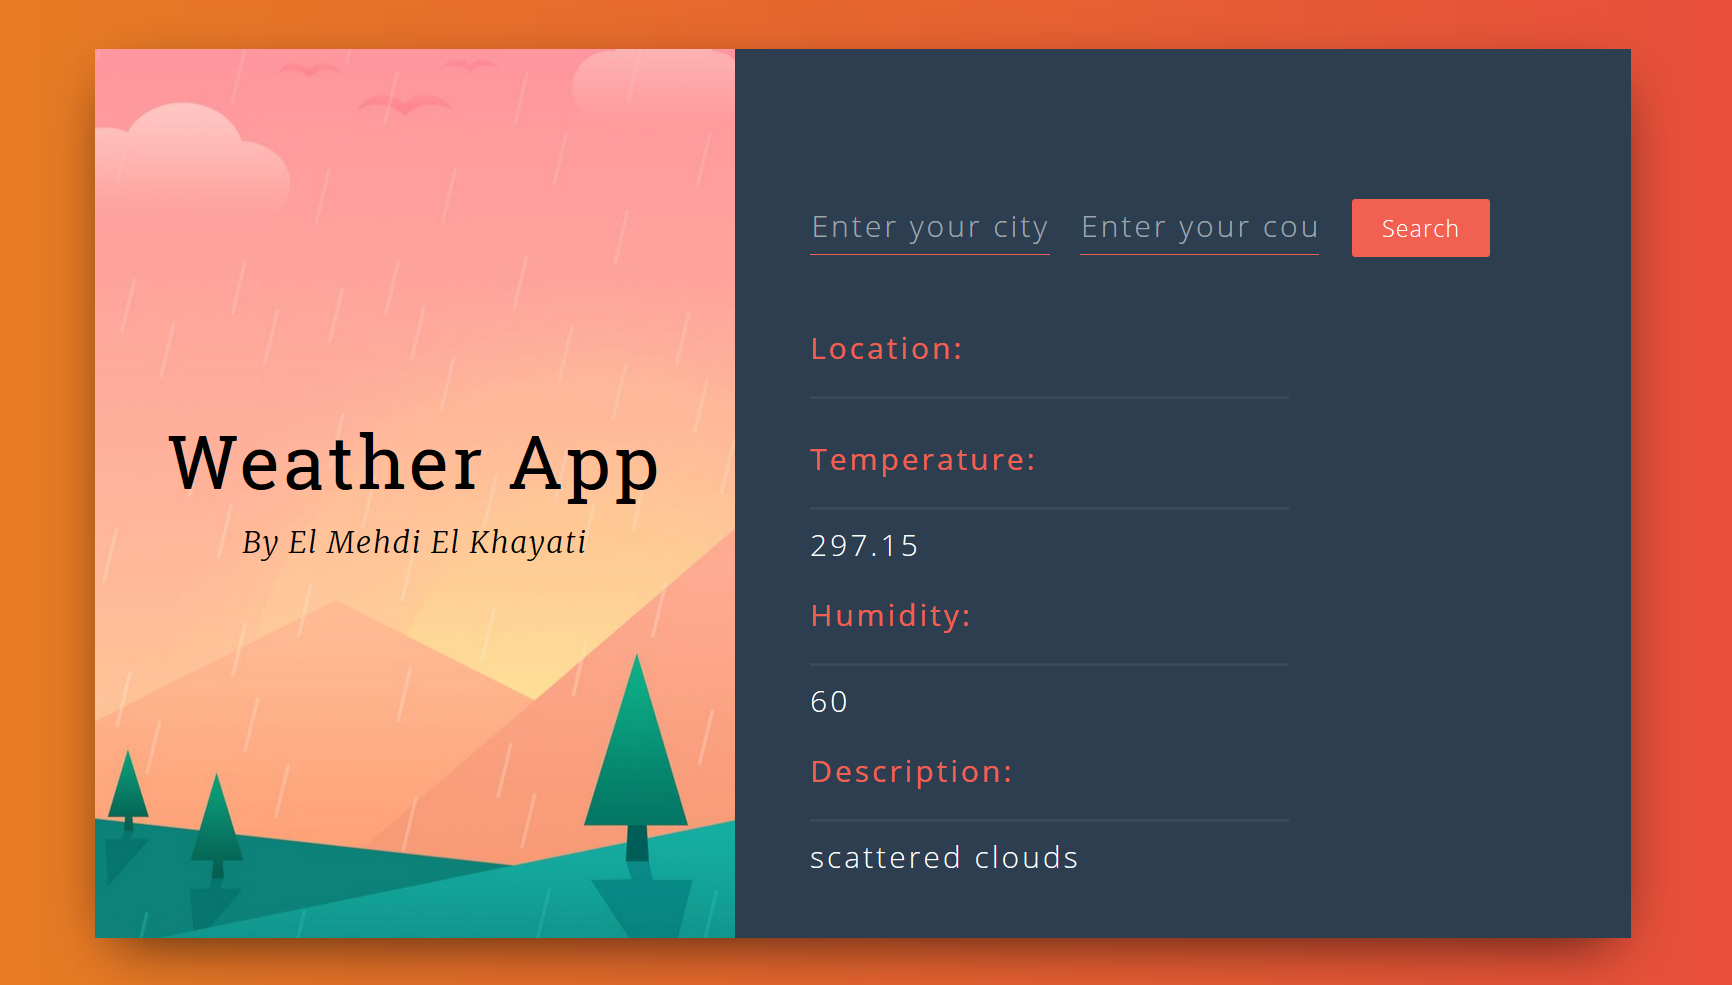 Weather App
By El Mehdi El Khayati
Enter your city
Enter your cou
Search
Location:
Temperature:
297.15
Humidity:
60
Description:
scattered clouds